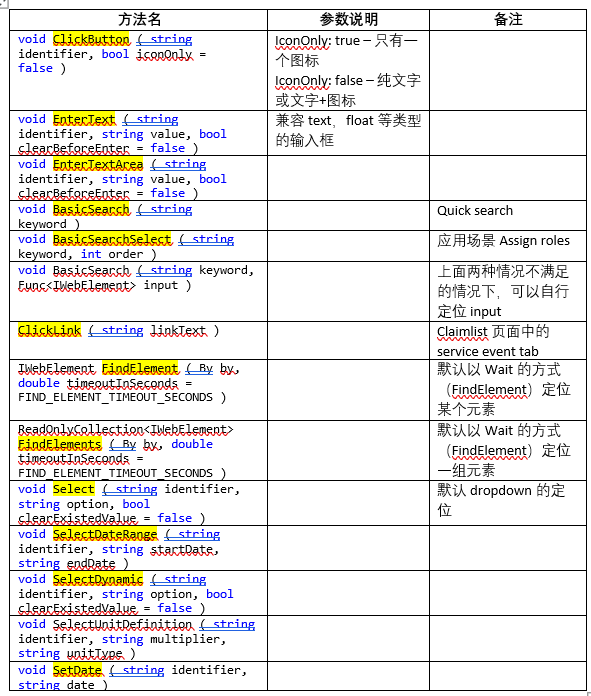 方法名 参数说明 备注
void ClickButton ( string
identifier, bool iconOnly =
false )
IconOnly: true – 只有一
个图标
IconOnly: false – 纯文字
或文字+图标
void EnterText ( string
identifier, string value, bool
clearBeforeEnter = false )
兼容 text，float 等类型
的输入框
void EnterTextArea ( string
identifier, string value, bool
clearBeforeEnter = false )
void BasicSearch ( string
keyword )
Quick search
void BasicSearchSelect ( string
keyword, int order )
应用场景 Assign roles
void BasicSearch ( string keyword,
Func<IWebElement> input )
上面两种情况不满足
的情况下，可以自行
定位 input
ClickLink ( string linkText )
Claimlist 页面中的
service event tab
IWebElement FindElement ( By by,
double timeoutInSeconds =
FIND_ELEMENT_TIMEOUT_SECONDS )
默认以 Wait 的方式
（FindElement）定位
某个元素
ReadOnlyCollection<IWebElement>
FindElements ( By by, double
timeoutInSeconds =
FIND_ELEMENT_TIMEOUT_SECONDS )
默认以 Wait 的方式
（FindElement）定位
一组元素
void Select ( string identifier,
string option, bool
clearExistedValue = false )
默认 dropdown 的定
位
void SelectDateRange ( string
identifier, string startDate,
string endDate )
void SelectDynamic ( string
identifier, string option, bool
clearExistedValue = false )
void SelectUnitDefinition ( string
identifier, string multiplier,
string unitType )
void SetDate ( string identifier,
string date )